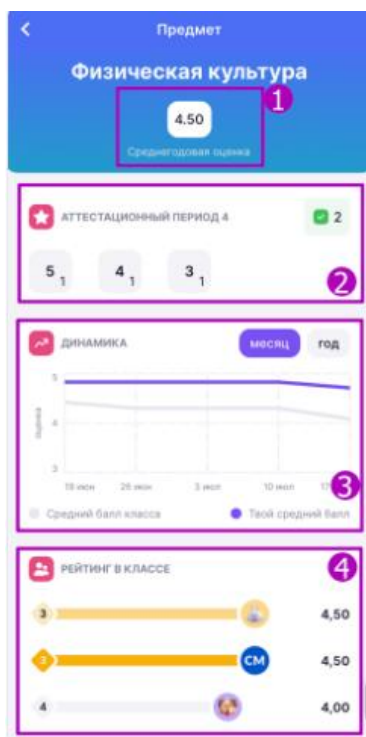 Предмет
Физическая культура
1
4.50
Среднегодовая оценка
АТТЕСТАЦИОННЫЙ ПЕРИОД 4
2
5 1
4 1
3 1
2
ДИНАМИКА
месяц
год
5
4
3
оценка
19 июн
26 июн
3 июл
10 июл
3
Средний балл класса
Твой средний балл
РЕЙТИНГ В КЛАССЕ
4
3
4,50
3
СМ
4,50
4
4,00